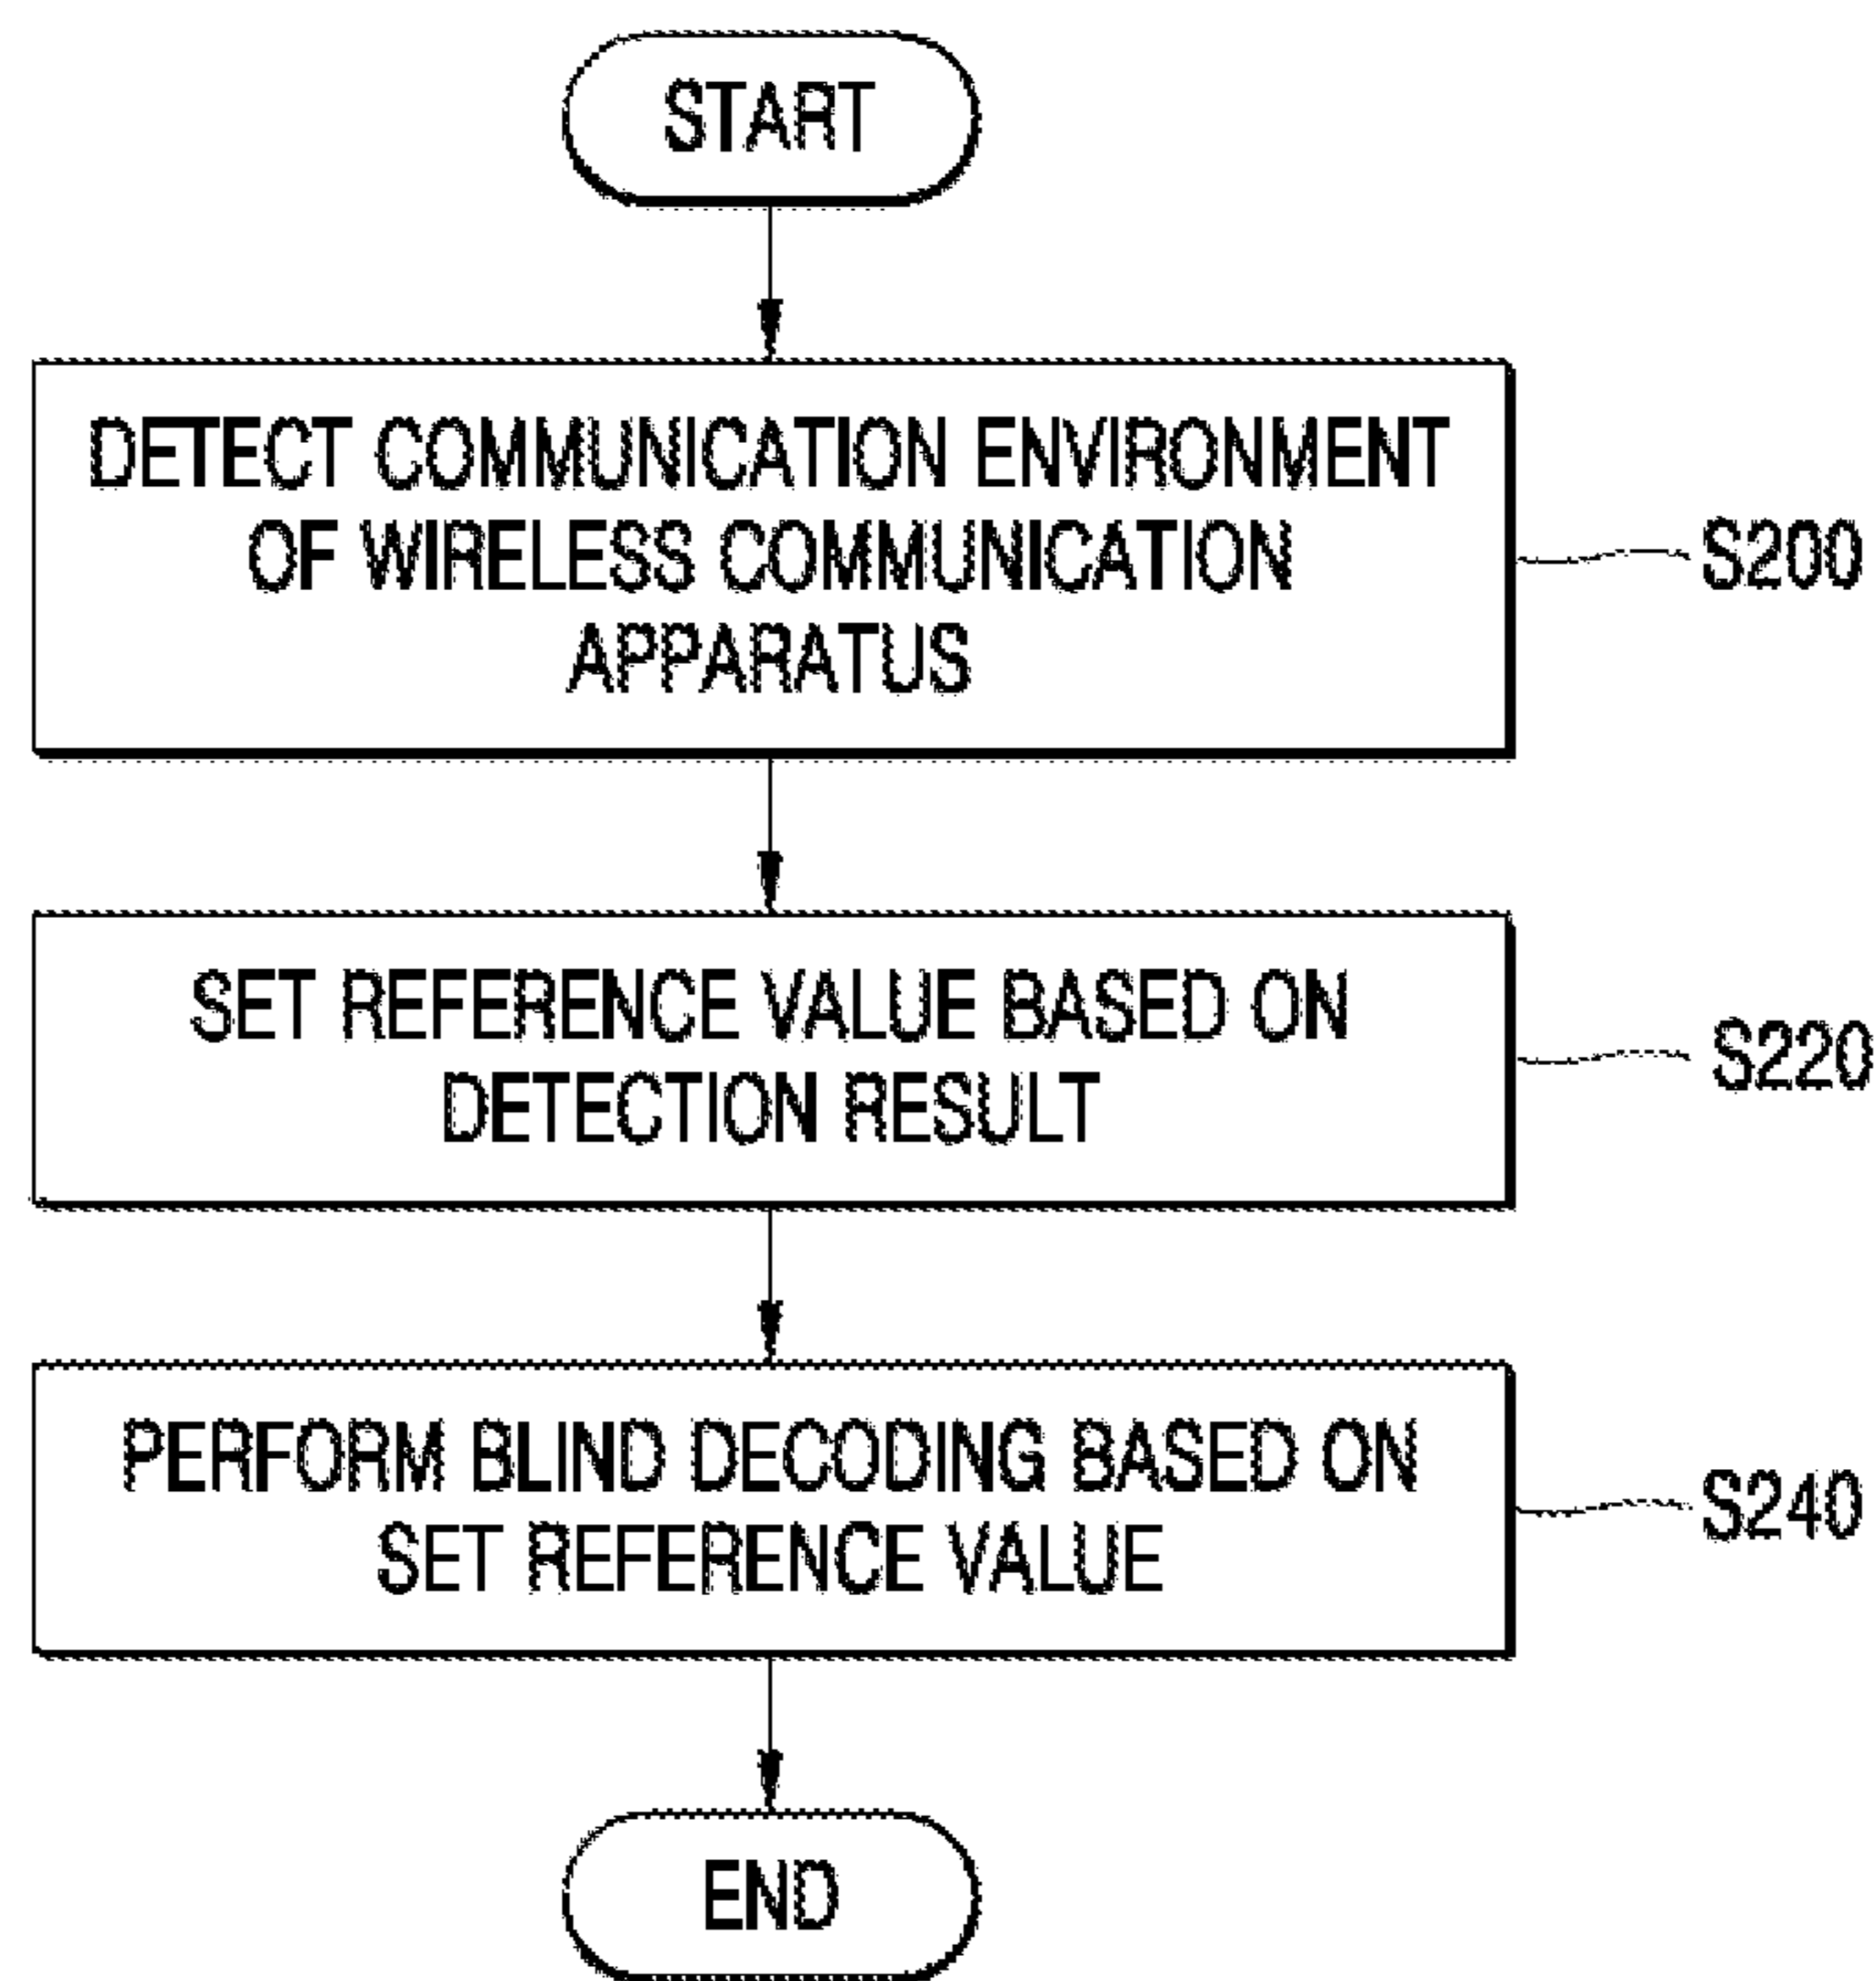 START
DETECT COMMUNICATION ENVIRONMENT
OF WIRELESS COMMUNICATION
APPARATUS
S200
SET REFERENCE VALUE BASED ON
DETECTION RESULT
S220
PERFORM BLIND DECODING BASED ON
SET REFERENCE VALUE
S240
END